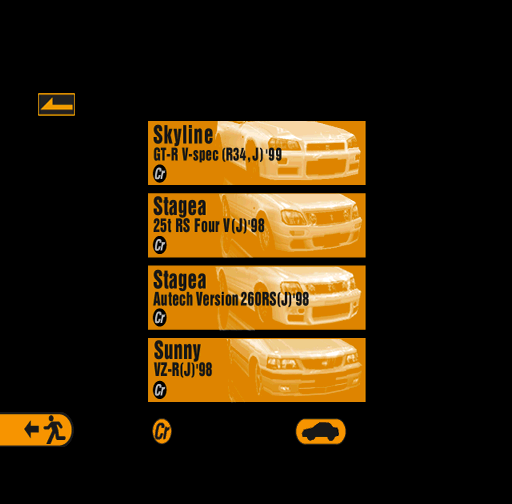 Skyline
GT-R V-spec (R34,J)'99
Cr
Stagea
25t RS Four V(J)'98
Cr
Stagea
Autech Version 260RS(J)'98
Cr
Sunny
VZ-R(J)'98
Cr
Cr